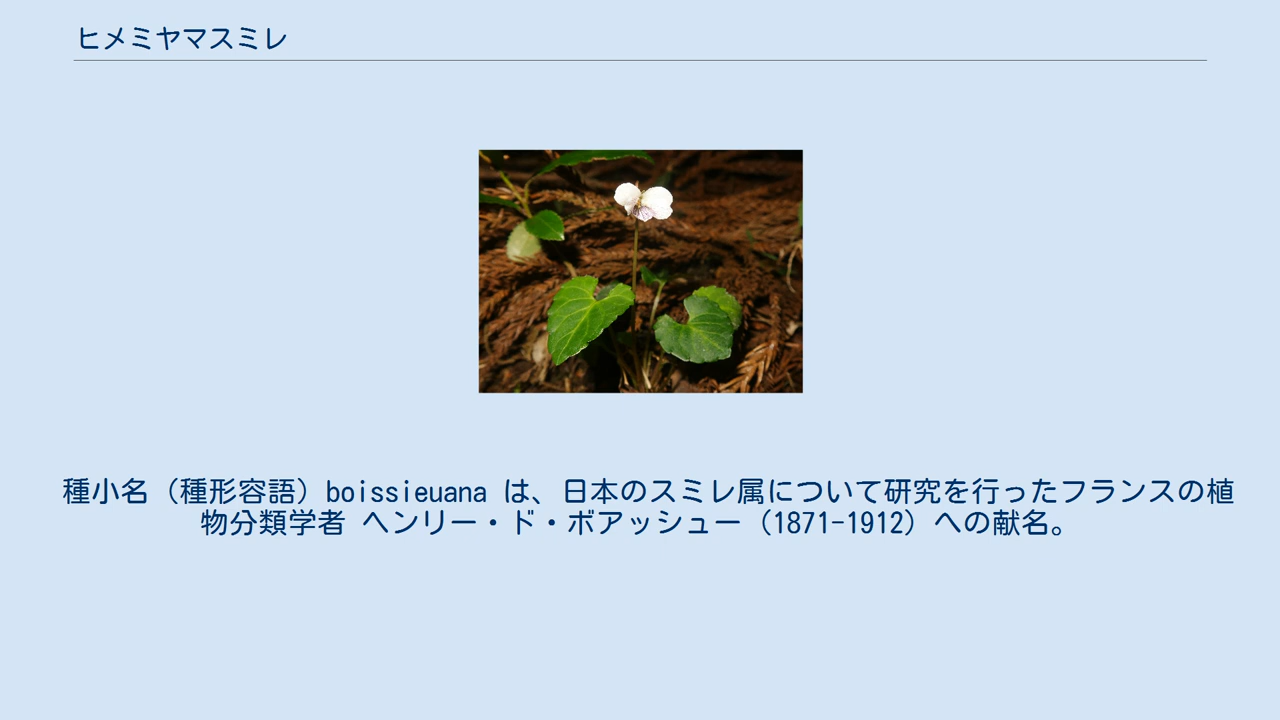 ヒメミヤマスミレ
種小名（種形容語）boissieuana は、日本のスミレ属について研究を行ったフランスの植
物分類学者 ヘンリー・ド・ボアッシュー（1871-1912）への献名。